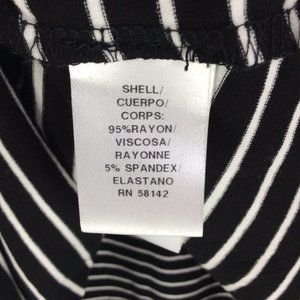 SHELL/
CUERPO/
CORPS:
95%RAYON/
VISCOSA/
RAYONNE
5% SPANDEX/
ELASTANO
RN 58142